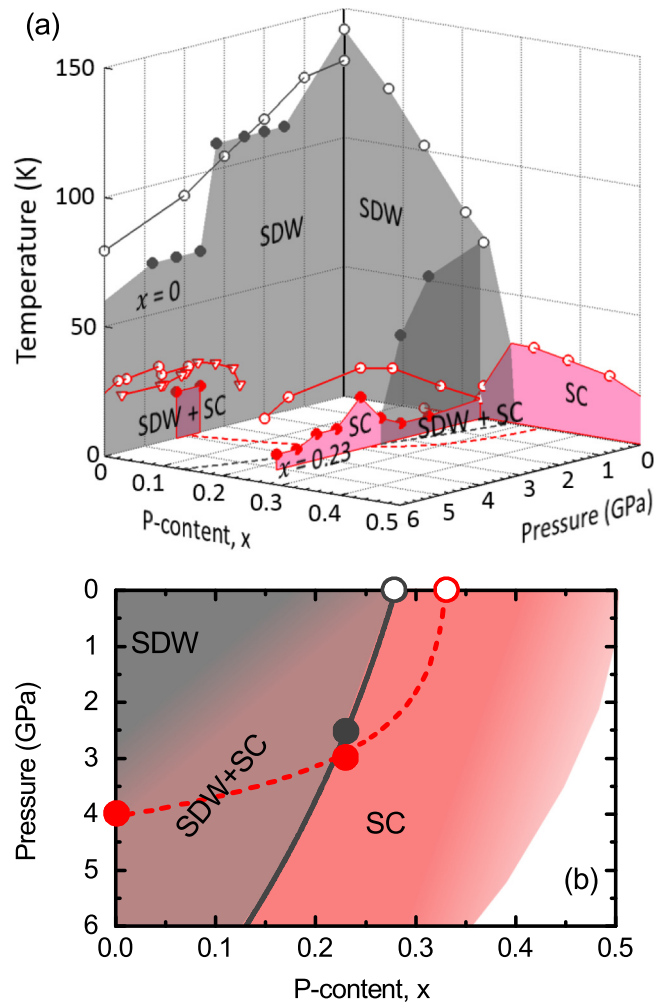 (a)
Temperature (K)
150
100
50
0
SDW
SDW
x = 0
SDW + SC
SC
x = 0.23
SDW + SC
SC
0
0.1
0.2
0.3
0.4
0.5
P-content, x
6
5
4
3
2
1
0
Pressure (GPa)
0
1
2
3
4
5
6
Pressure (GPa)
SDW
SDW+SC
SC
(b)
0.0
0.1
0.2
0.3
0.4
0.5
P-content, x